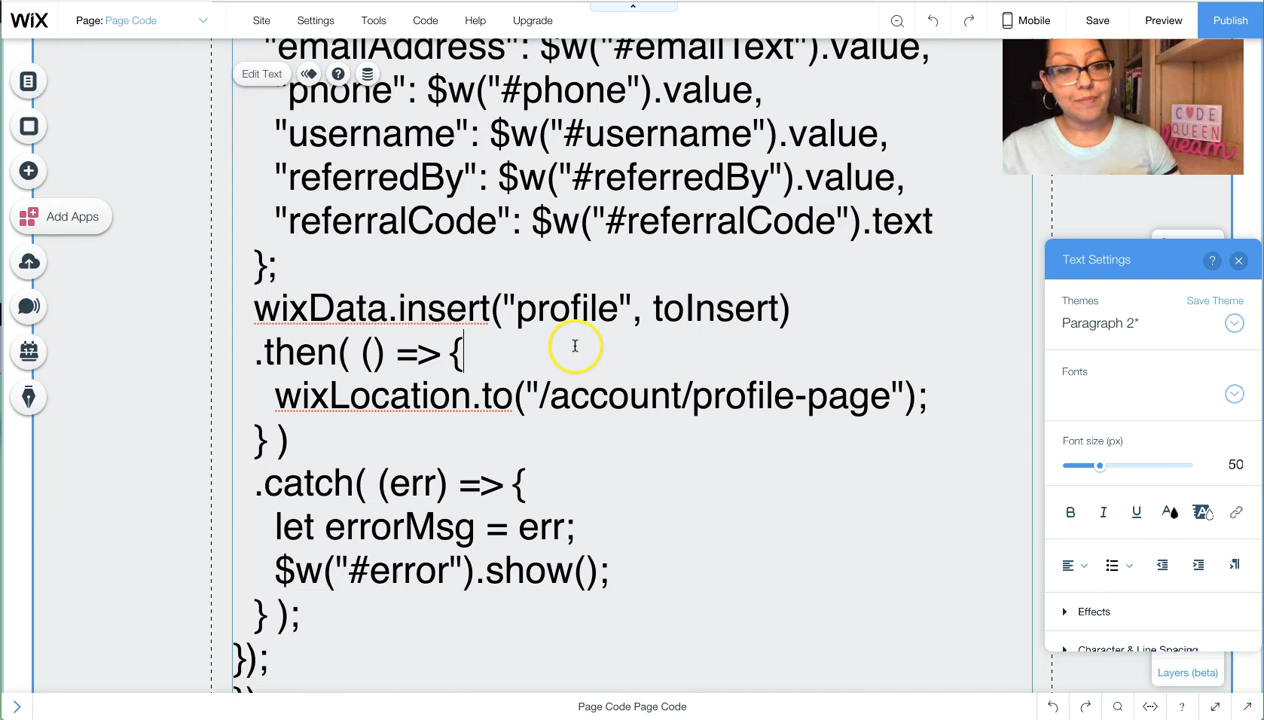 WiX Page: Page Code Site Settings Tools Code Help Upgrade Mobile Save Preview Publish
"emailAddress": $w("#emailText").value,
Edit Text
"phone": $w("#phone").value,
"username": $w("#username").value,
"referredBy": $w("#referredBy").value,
"referralCode": $w("#referralCode").text
};
wixData.insert("profile", toInsert)
.then( () => {
wixLocation.to("/account/profile-page");
} )
.catch( (err) => {
let errorMsg = err;
$w("#error").show();
} );
});
Add Apps
CODE
QUEEN
Dream
Text Settings
Themes Save Theme
Paragraph 2*
Fonts
Font size (px)
50
B I U A A
Effects
Character & Line Spacing
Layers (beta)
Page Code Page Code